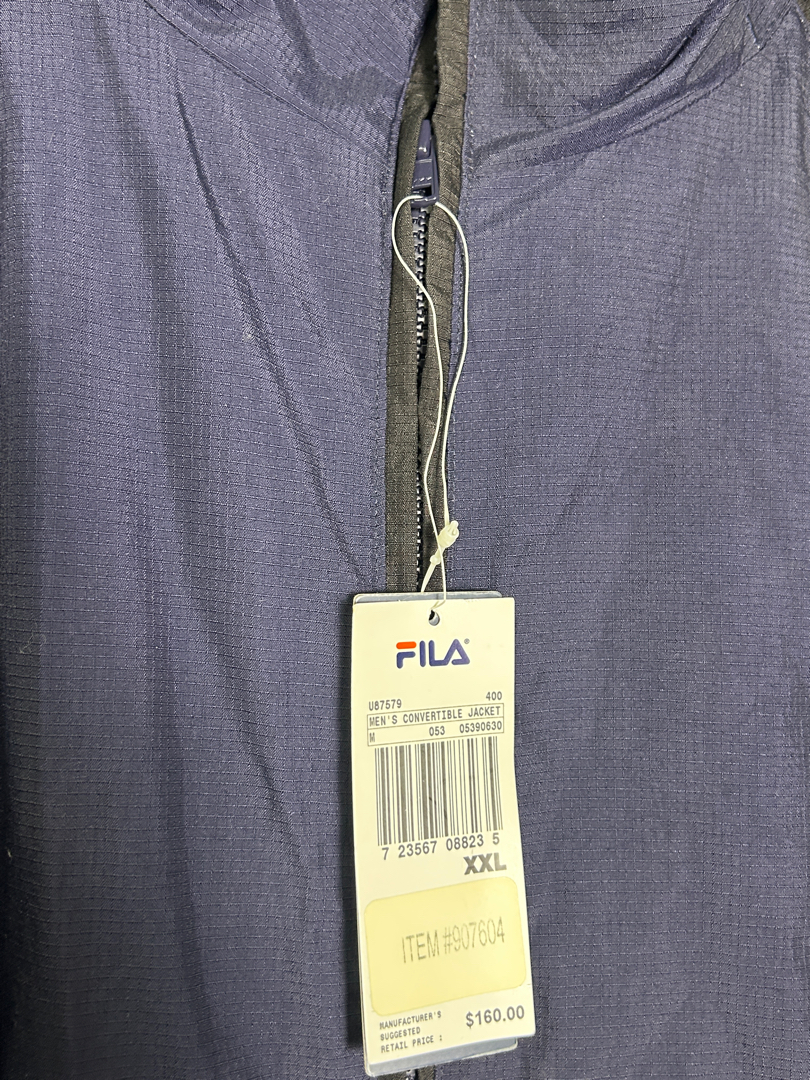 FILA®
U87579 400
MEN'S CONVERTIBLE JACKET
M 053 05390630
7 23567 08823 5
XXL
ITEM #907604
MANUFACTURER'S
SUGGESTED
RETAIL PRICE : $160.00